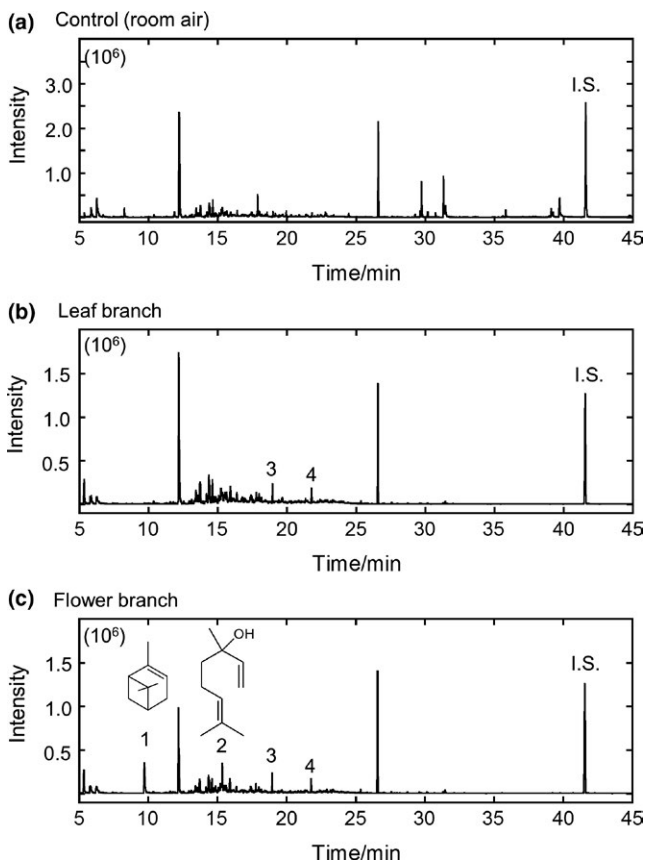 (a) Control (room air)
(10⁶)
3.0
2.0
1.0
Intensity
I.S.
5 10 15 20 25 30 35 40 45
Time/min
(b) Leaf branch
(10⁶)
1.5
1.0
0.5
Intensity
3 4
I.S.
5 10 15 20 25 30 35 40 45
Time/min
(c) Flower branch
(10⁶)
1.5
1.0
0.5
Intensity
OH
1 2 3 4
I.S.
5 10 15 20 25 30 35 40 45
Time/min